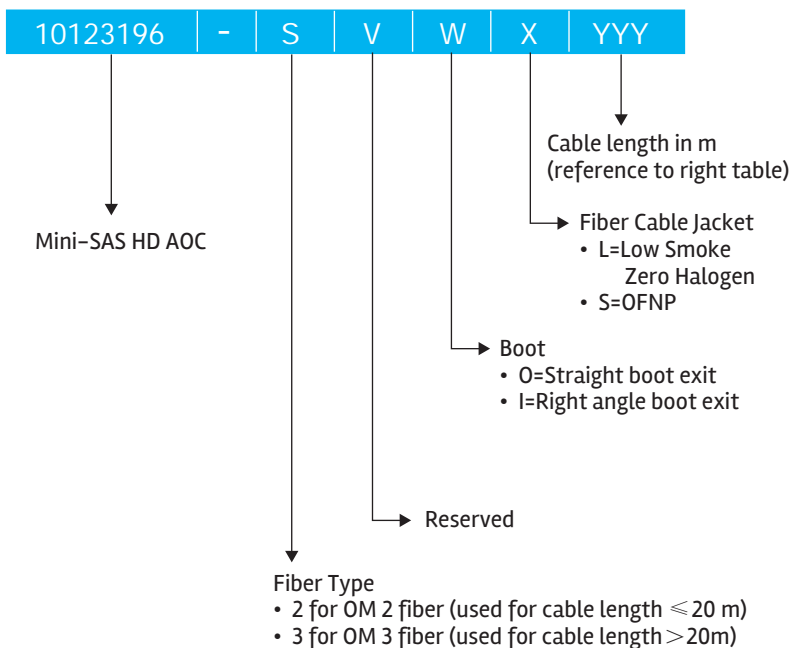 10123196 - S V W X YYY
Cable length in m
(reference to right table)
Mini-SAS HD AOC
Fiber Cable Jacket
• L=Low Smoke
Zero Halogen
• S=OFNP
Boot
• O=Straight boot exit
• I=Right angle boot exit
Reserved
Fiber Type
• 2 for OM 2 fiber (used for cable length ≤20 m)
• 3 for OM 3 fiber (used for cable length>20m)